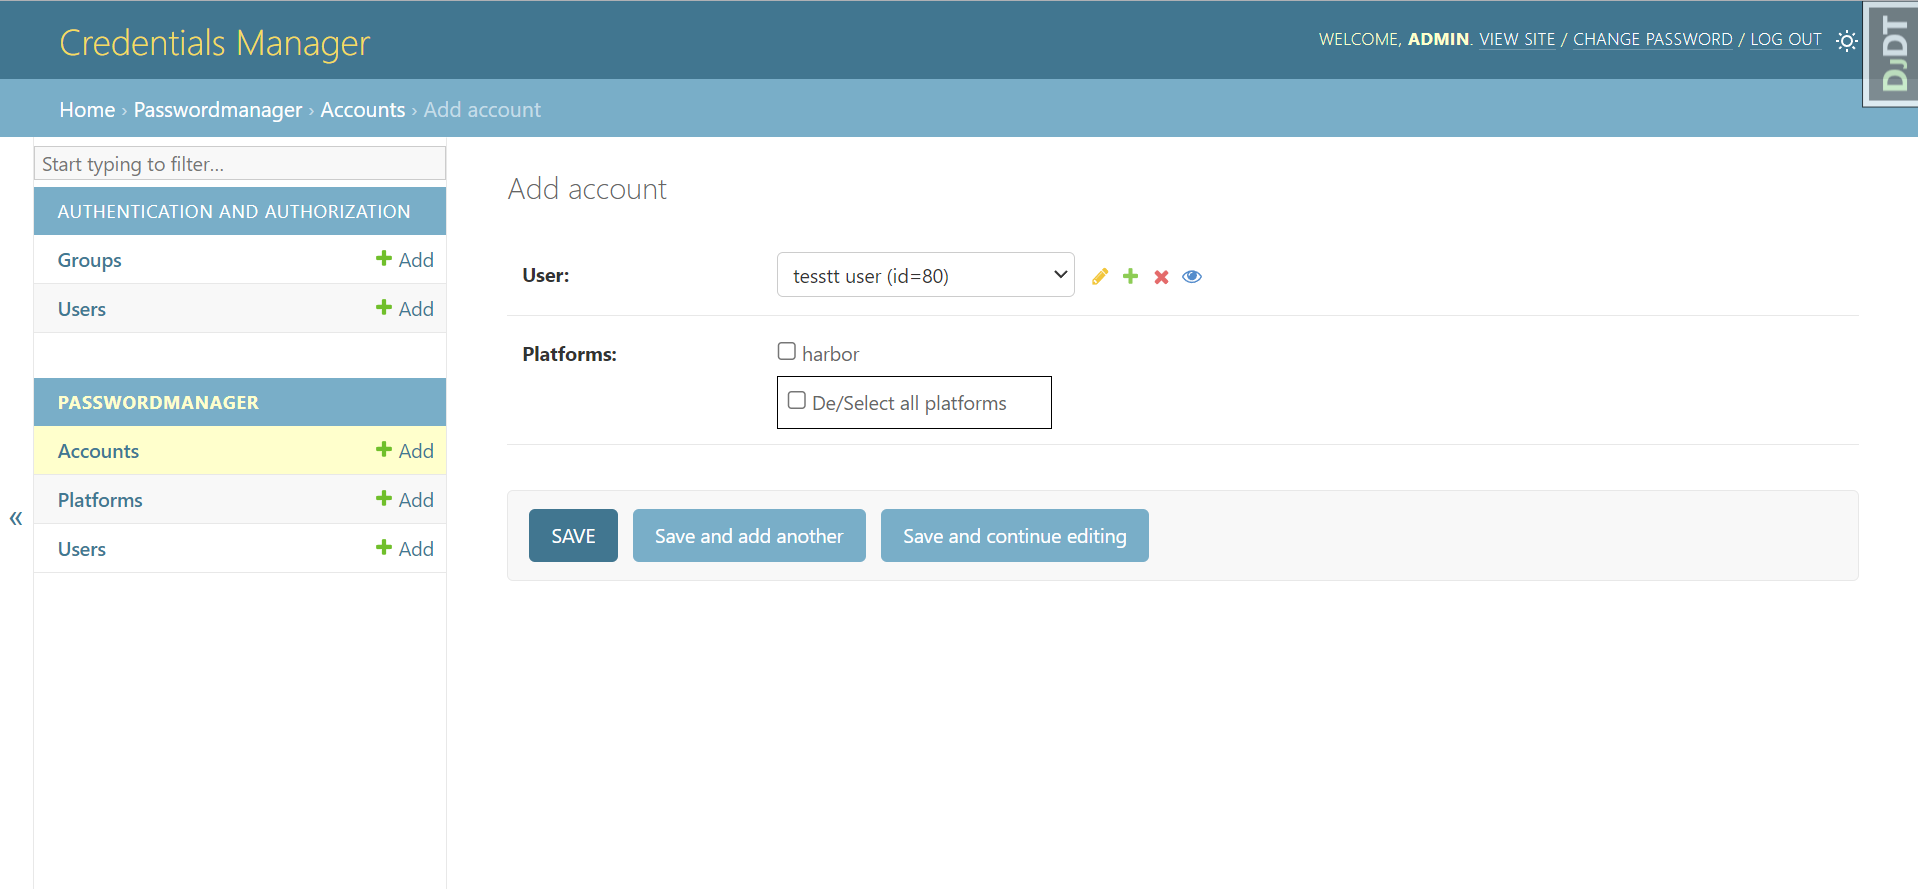 Credentials Manager
WELCOME, ADMIN. VIEW SITE / CHANGE PASSWORD / LOG OUT
DJDT
Home › Passwordmanager › Accounts › Add account
Start typing to filter...
AUTHENTICATION AND AUTHORIZATION
Groups Add
Users Add
PASSWORDMANAGER
Accounts Add
Platforms Add
Users Add
«
Add account
User: tesstt user (id=80)
Platforms: harbor
De/Select all platforms
SAVE Save and add another Save and continue editing